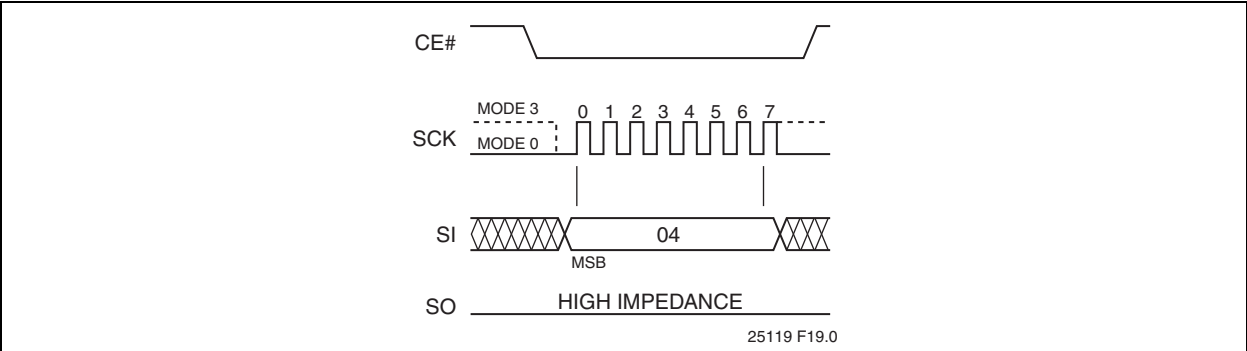 CE#
MODE 3
0 1 2 3 4 5 6 7
SCK
MODE 0
SI
04
MSB
SO
HIGH IMPEDANCE
25119 F19.0